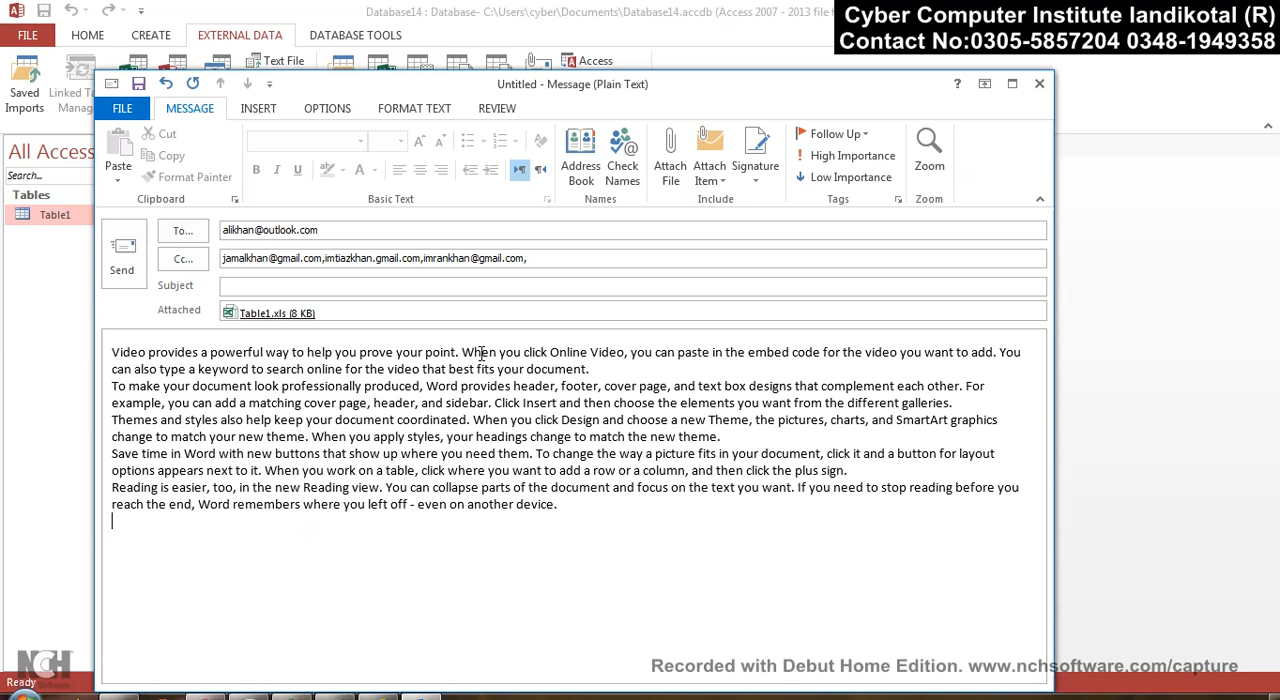 Database14 : Database- C:\Users\cyber\Documents\Database14.accdb (Access 2007 - 2013 file
Cyber Computer Institute landikotal (R)
Contact No:0305-5857204 0348-1949358
FILE HOME CREATE EXTERNAL DATA DATABASE TOOLS
Saved Imports
Linked
Text File
Access
Untitled - Message (Plain Text)
FILE MESSAGE INSERT OPTIONS FORMAT TEXT REVIEW
Paste
Cut
Copy
Format Painter
Clipboard
B I U
Basic Text
Address Book
Check Names
Names
Attach File
Attach Item
Signature
Include
Follow Up
High Importance
Low Importance
Tags
Zoom
Zoom
All Access
Search...
Tables
Table1
Send
To... alikhan@outlook.com
Cc... jamalkhan@gmail.com,imtiazkhan.gmail.com,imrankhan@gmail.com,
Subject
Attached Table1.xls (8 KB)
Video provides a powerful way to help you prove your point. When you click Online Video, you can paste in the embed code for the video you want to add. You
can also type a keyword to search online for the video that best fits your document.
To make your document look professionally produced, Word provides header, footer, cover page, and text box designs that complement each other. For
example, you can add a matching cover page, header, and sidebar. Click Insert and then choose the elements you want from the different galleries.
Themes and styles also help keep your document coordinated. When you click Design and choose a new Theme, the pictures, charts, and SmartArt graphics
change to match your new theme. When you apply styles, your headings change to match the new theme.
Save time in Word with new buttons that show up where you need them. To change the way a picture fits in your document, click it and a button for layout
options appears next to it. When you work on a table, click where you want to add a row or a column, and then click the plus sign.
Reading is easier, too, in the new Reading view. You can collapse parts of the document and focus on the text you want. If you need to stop reading before you
reach the end, Word remembers where you left off - even on another device.
NCH
Software
Recorded with Debut Home Edition. www.nchsoftware.com/capture
Ready